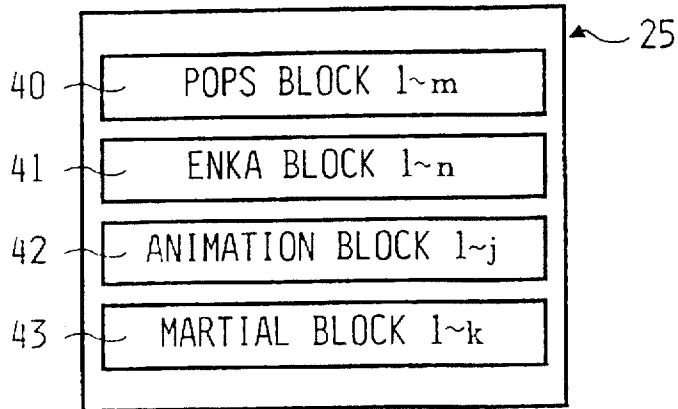 25
40 POPS BLOCK 1~m
41 ENKA BLOCK 1~n
42 ANIMATION BLOCK 1~j
43 MARTIAL BLOCK 1~k